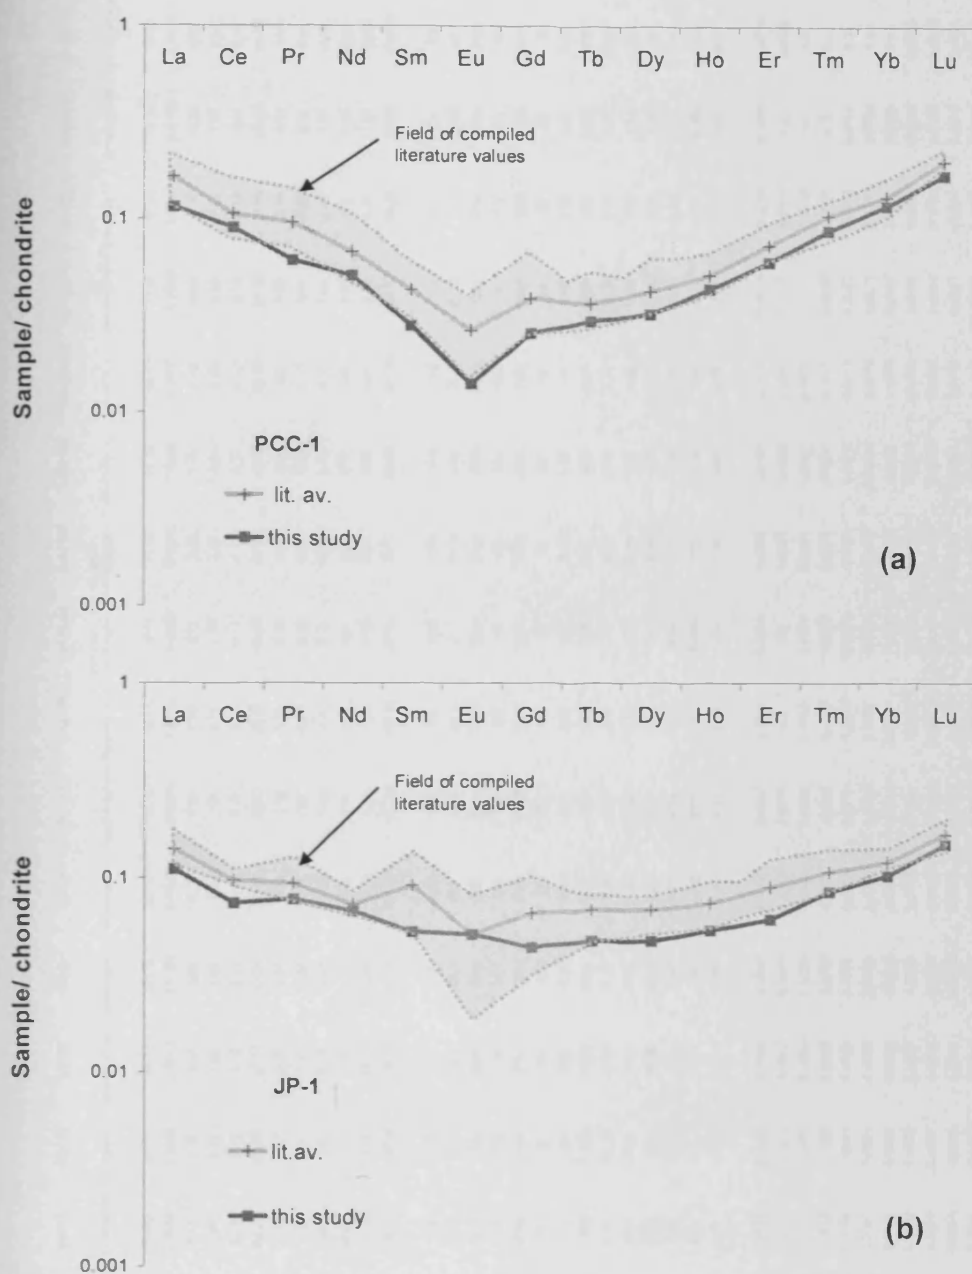 1
La Ce Pr Nd Sm Eu Gd Tb Dy Ho Er Tm Yb Lu
Field of compiled
literature values
0.1
Sample/ chondrite
0.01
PCC-1
lit. av.
this study
(a)
0.001
1
La Ce Pr Nd Sm Eu Gd Tb Dy Ho Er Tm Yb Lu
Field of compiled
literature values
0.1
Sample/ chondrite
0.01
JP-1
lit.av.
this study
(b)
0.001